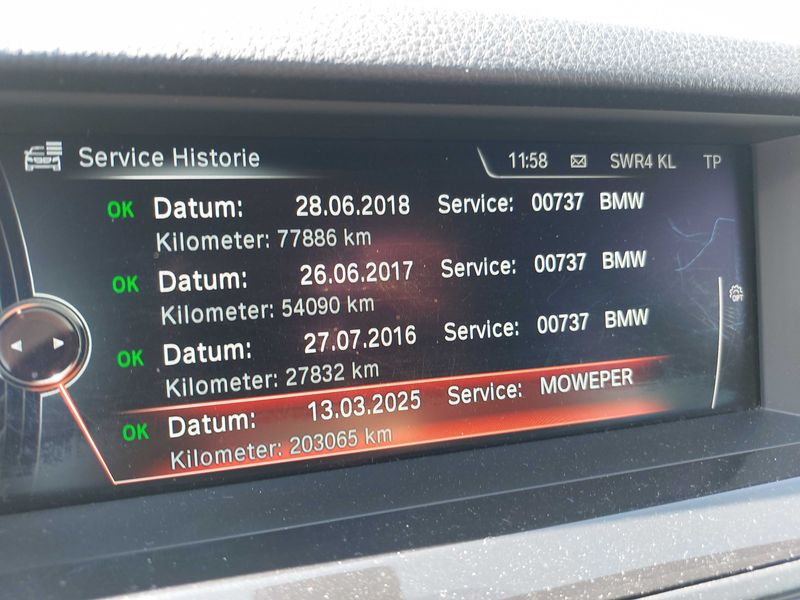 Service Historie 11:58 SWR4 KL TP
OK Datum: 28.06.2018 Service: 00737 BMW
Kilometer: 77886 km
OK Datum: 26.06.2017 Service: 00737 BMW
Kilometer: 54090 km
OK Datum: 27.07.2016 Service: 00737 BMW
Kilometer: 27832 km
OK Datum: 13.03.2025 Service: MOWEPER
Kilometer: 203065 km
OPT